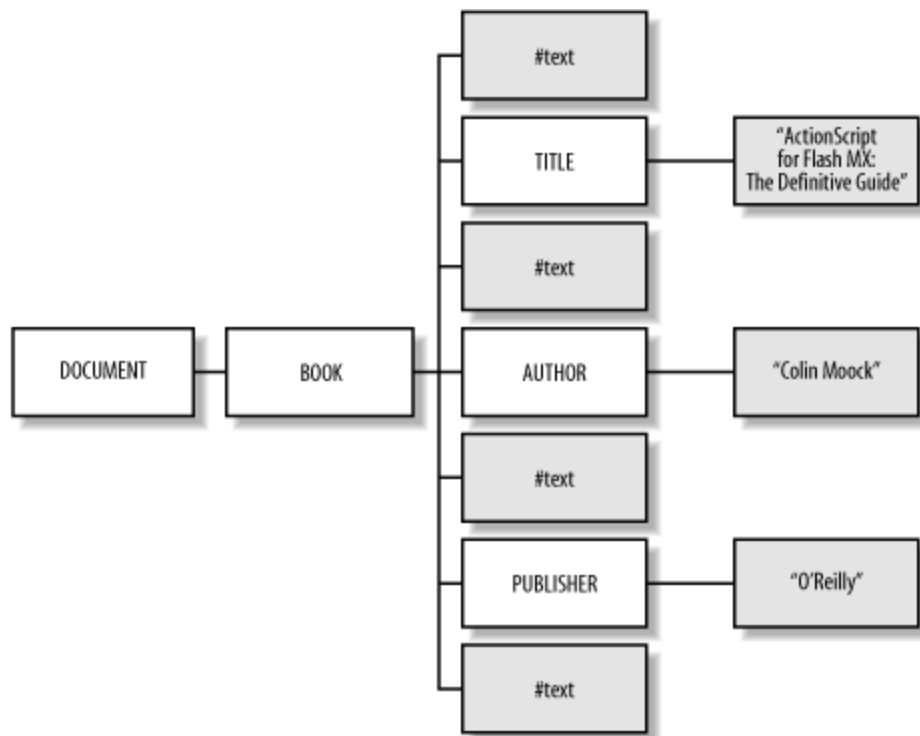 #text
TITLE
“ActionScript
for Flash MX:
The Definitive Guide”
#text
DOCUMENT
BOOK
AUTHOR
“Colin Moock”
#text
PUBLISHER
“O’Reilly”
#text